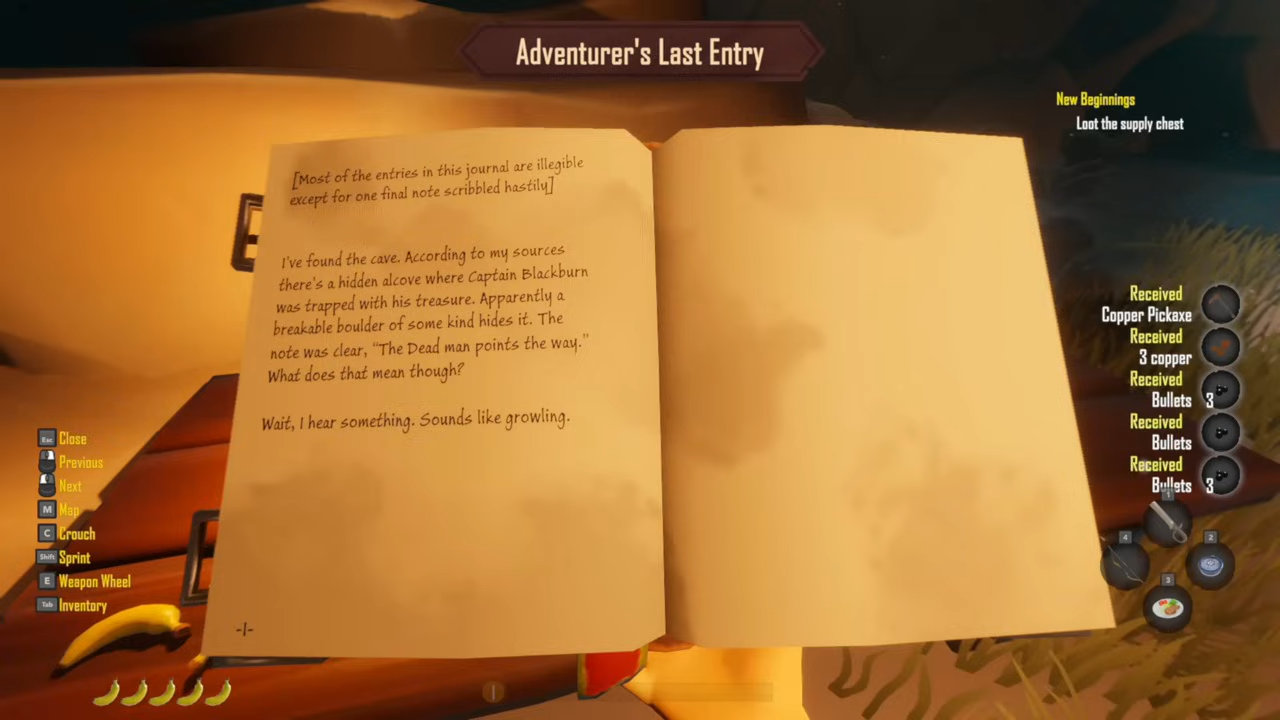 Adventurer's Last Entry
New Beginnings
Loot the supply chest
[Most of the entries in this journal are illegible
except for one final note scribbled hastily]
I've found the cave. According to my sources
there's a hidden alcove where Captain Blackburn
was trapped with his treasure. Apparently a
breakable boulder of some kind hides it. The
note was clear, "The Dead man points the way."
What does that mean though?
Wait, I hear something. Sounds like growling.
-1-
Received
Copper Pickaxe
Received
3 copper
Received
Bullets 3
Received
Bullets
Received
Bullets 3
1
4
2
3
Esc Close
Previous
Next
M Map
C Crouch
Shift Sprint
E Weapon Wheel
Tab Inventory